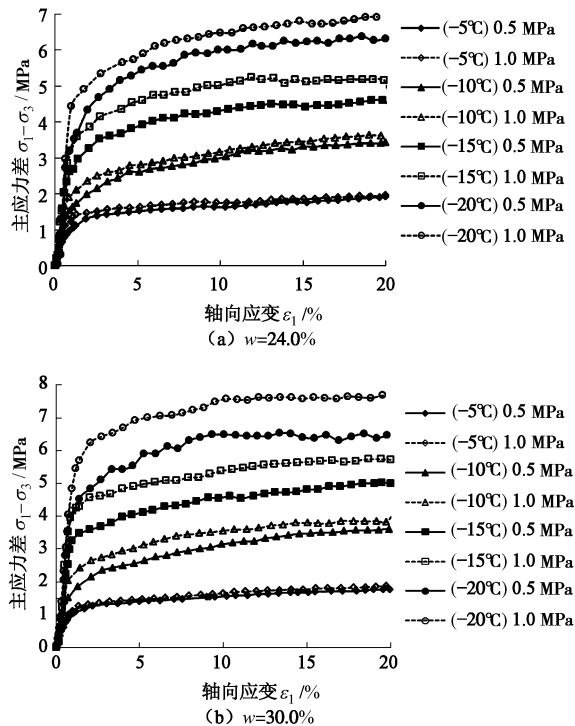 7
6
5
4
3
2
1
0
0
5
10
15
20
主应力差 σ₁–σ₃ / MPa
轴向应变 ε₁ /%
(−5℃) 0.5 MPa
(−5℃) 1.0 MPa
(−10℃) 0.5 MPa
(−10℃) 1.0 MPa
(−15℃) 0.5 MPa
(−15℃) 1.0 MPa
(−20℃) 0.5 MPa
(−20℃) 1.0 MPa
(a) w=24.0%
8
7
6
5
4
3
2
1
0
0
5
10
15
20
主应力差 σ₁–σ₃ / MPa
轴向应变 ε₁ /%
(−5℃) 0.5 MPa
(−5℃) 1.0 MPa
(−10℃) 0.5 MPa
(−10℃) 1.0 MPa
(−15℃) 0.5 MPa
(−15℃) 1.0 MPa
(−20℃) 0.5 MPa
(−20℃) 1.0 MPa
(b) w=30.0%